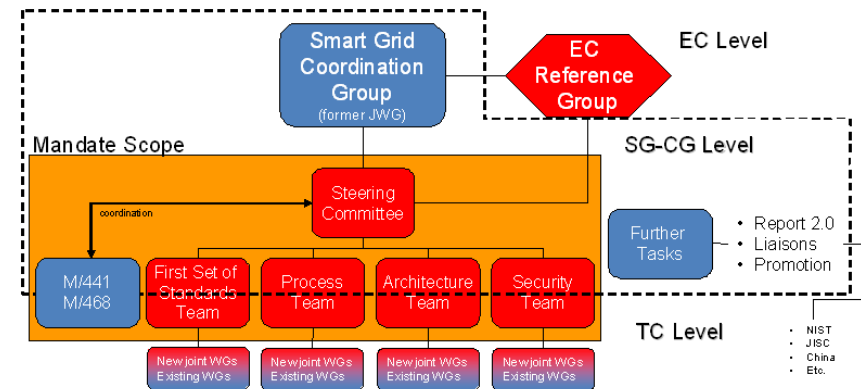 Smart Grid
Coordination
Group
(former JWG)
EC
Reference
Group
EC Level
Mandate Scope
SG-CG Level
Steering
Committee
coordination
Further
Tasks
• Report 2.0
• Liaisons
• Promotion
M/441
M/468
First Set of
Standards
Team
Process
Team
Architecture
Team
Security
Team
TC Level
New joint WGs
Existing WGs
New joint WGs
Existing WGs
New joint WGs
Existing WGs
New joint WGs
Existing WGs
• NIST
• JISC
• China
• Etc.